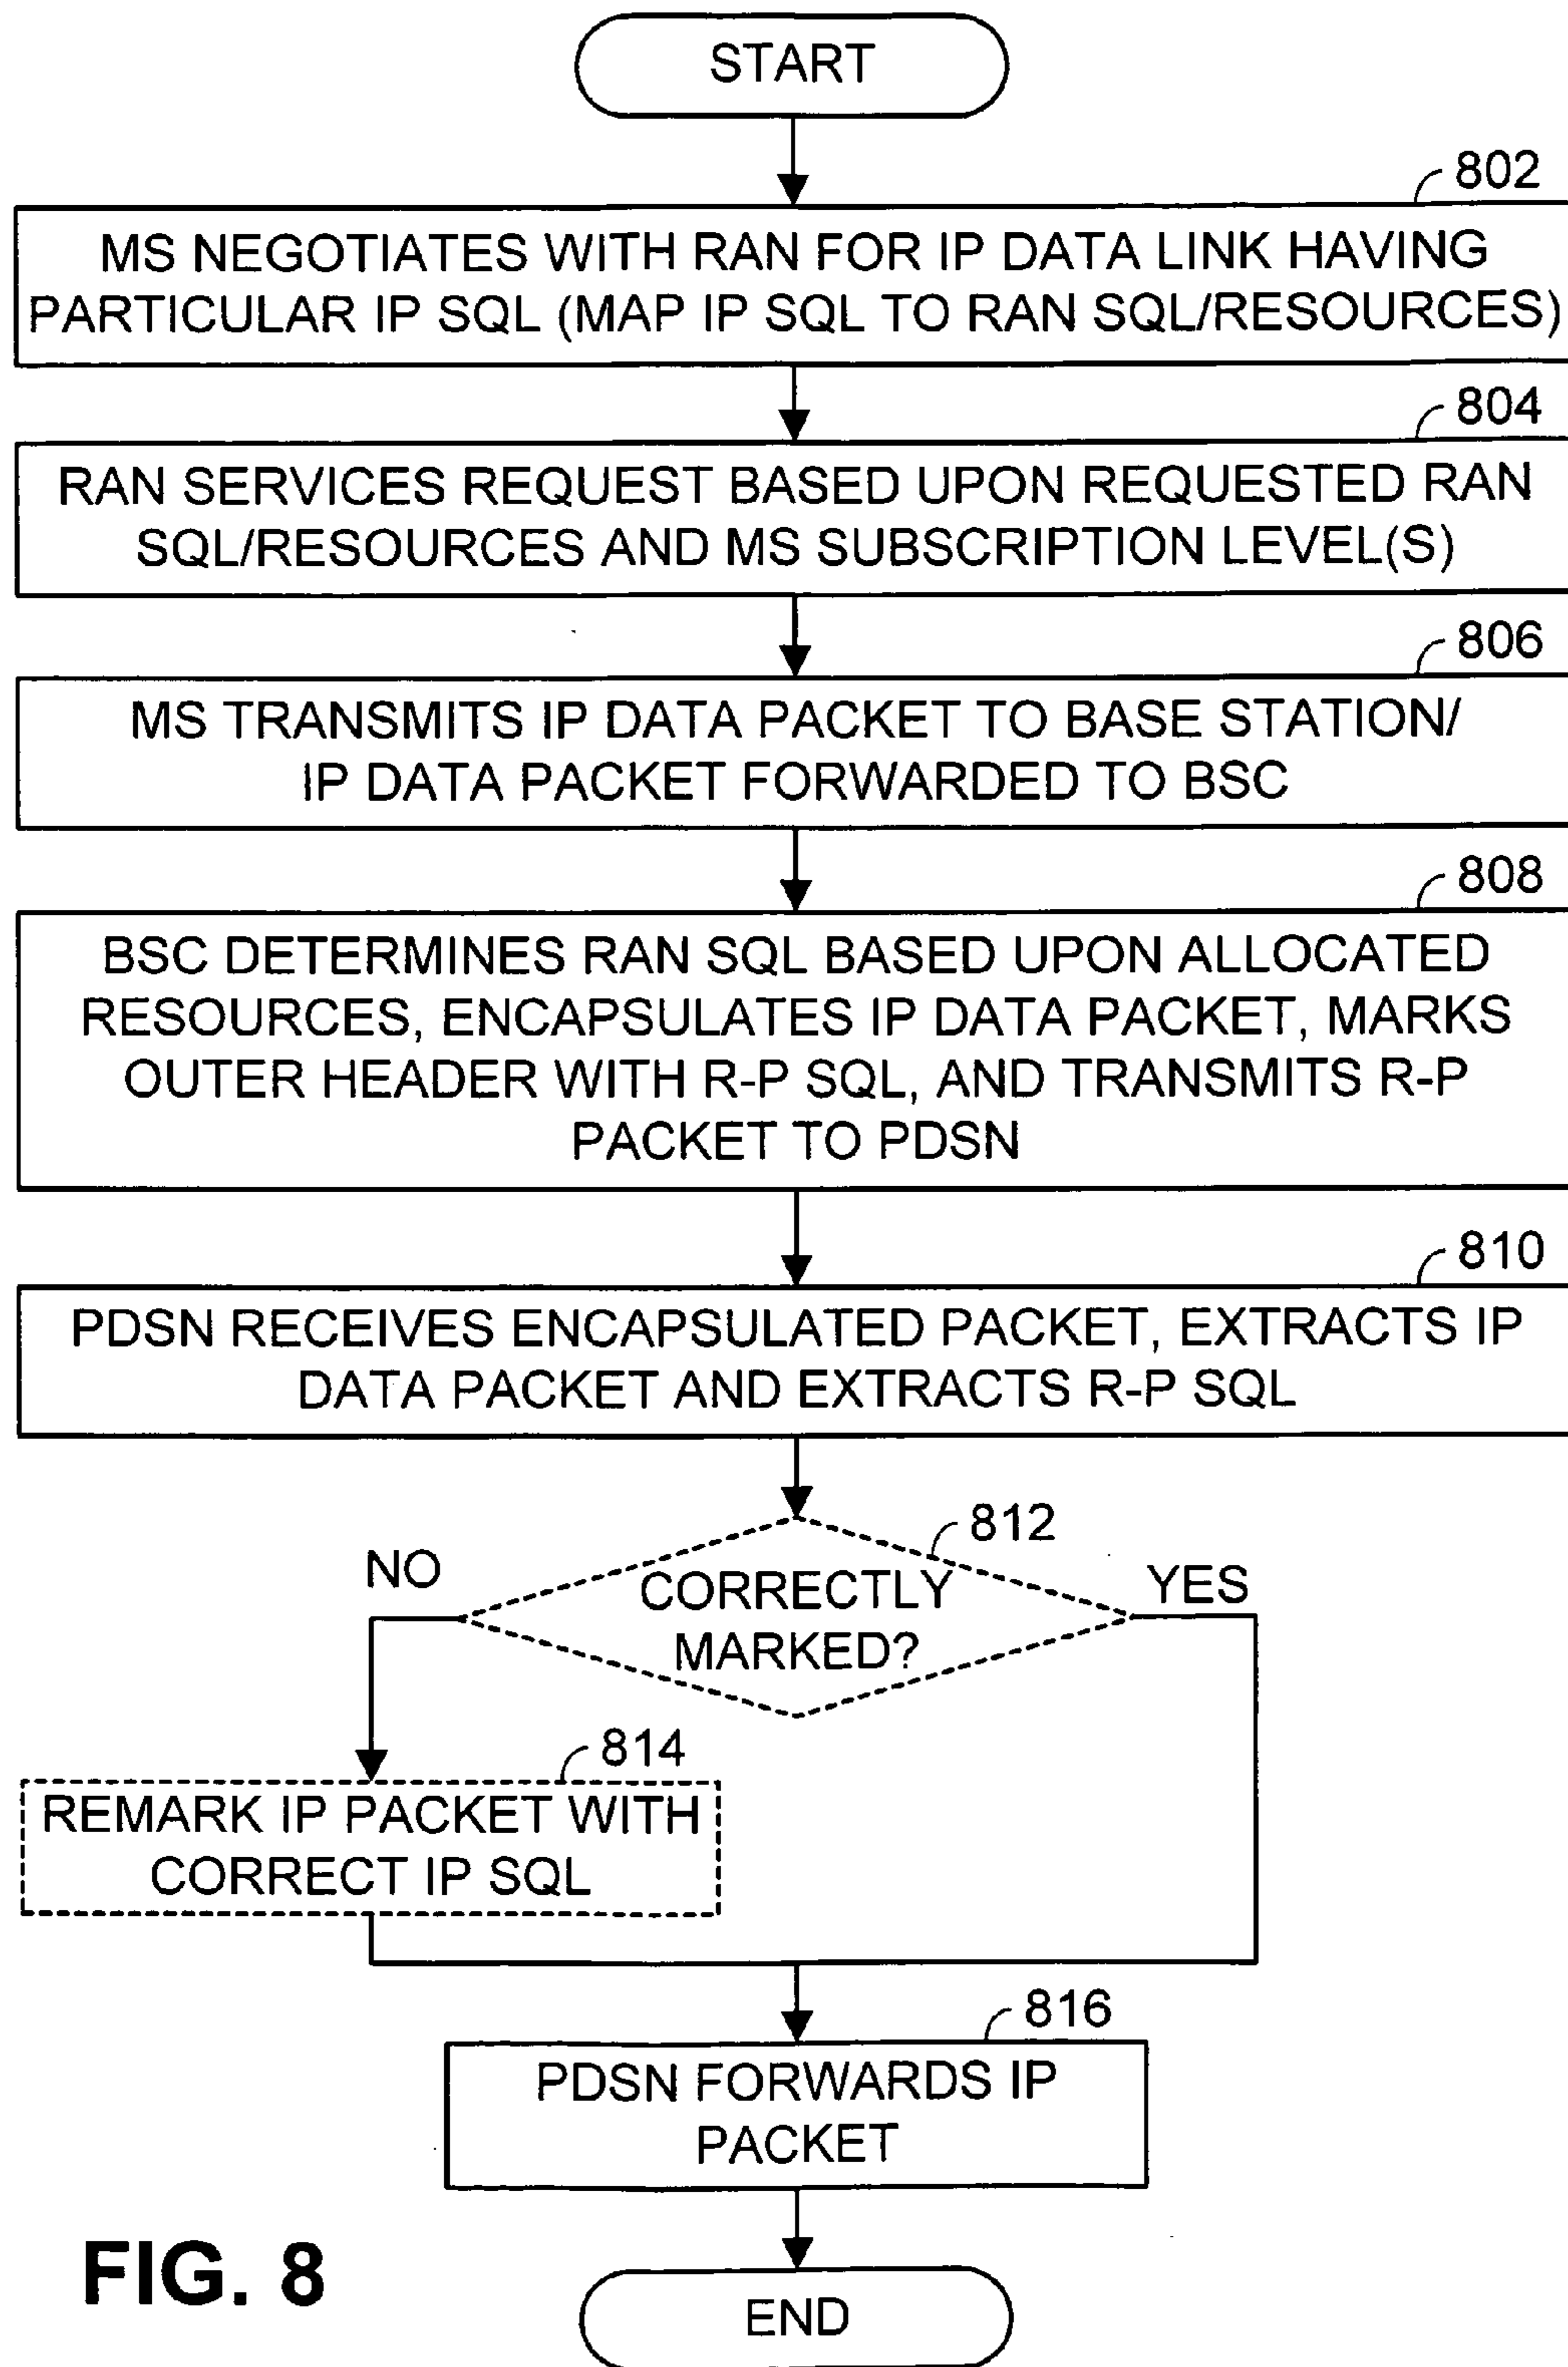 START
802
MS NEGOTIATES WITH RAN FOR IP DATA LINK HAVING
PARTICULAR IP SQL (MAP IP SQL TO RAN SQL/RESOURCES)
804
RAN SERVICES REQUEST BASED UPON REQUESTED RAN
SQL/RESOURCES AND MS SUBSCRIPTION LEVEL(S)
806
MS TRANSMITS IP DATA PACKET TO BASE STATION/
IP DATA PACKET FORWARDED TO BSC
808
BSC DETERMINES RAN SQL BASED UPON ALLOCATED
RESOURCES, ENCAPSULATES IP DATA PACKET, MARKS
OUTER HEADER WITH R-P SQL, AND TRANSMITS R-P
PACKET TO PDSN
810
PDSN RECEIVES ENCAPSULATED PACKET, EXTRACTS IP
DATA PACKET AND EXTRACTS R-P SQL
812
NO
YES
CORRECTLY
MARKED?
814
REMARK IP PACKET WITH
CORRECT IP SQL
816
PDSN FORWARDS IP
PACKET
FIG. 8
END